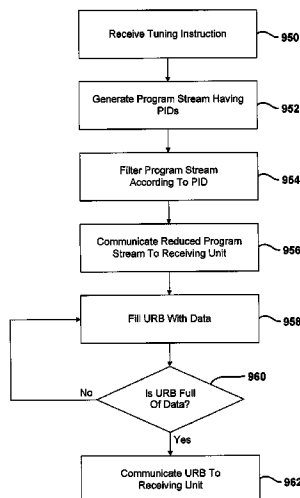 Receive Tuning Instruction
950
Generate Program Stream Having
PIDs
952
Filter Program Stream
According To PID
954
Communicate Reduced Program
Stream To Receiving Unit
956
Fill URB With Data
958
960
Is URB Full
Of Data?
No
Yes
Communicate URB To
Receiving Unit
962